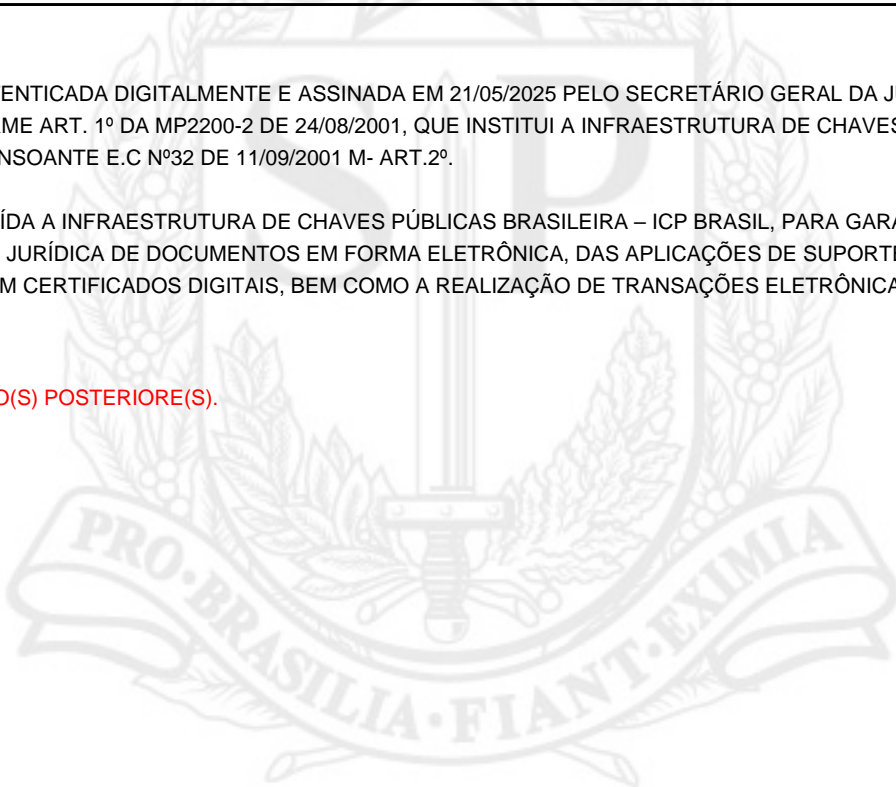 ENTICADA DIGITALMENTE E ASSINADA EM 21/05/2025 PELO SECRETÁRIO GERAL DA J
ME ART. 1º DA MP2200-2 DE 24/08/2001, QUE INSTITUI A INFRAESTRUTURA DE CHAVES
NSOANTE E.C Nº32 DE 11/09/2001 M- ART.2º.
ÍDA A INFRAESTRUTURA DE CHAVES PÚBLICAS BRASILEIRA – ICP BRASIL, PARA GARA
JURÍDICA DE DOCUMENTOS EM FORMA ELETRÔNICA, DAS APLICAÇÕES DE SUPORTE
M CERTIFICADOS DIGITAIS, BEM COMO A REALIZAÇÃO DE TRANSAÇÕES ELETRÔNICA
O(S) POSTERIORE(S).
SP
PRO·BRASILIA·FIANT·EXIMIA